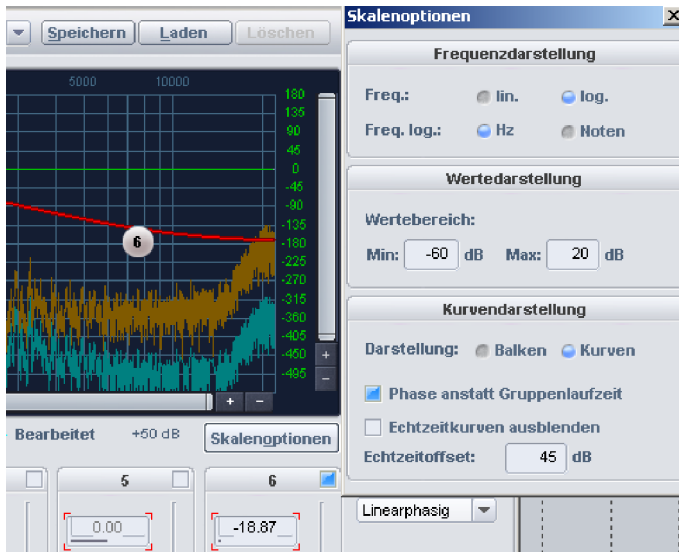 Speichern Laden Löschen
5000 10000
180
135
90
45
0
-45
-90
-135
-180
-225
-270
-315
-360
-405
-450
-495
6
+ -
+
-
Bearbeitet +50 dB Skalenoptionen
5 6
0.00 -18.87
Skalenoptionen
Frequenzdarstellung
Freq.: lin. log.
Freq. log.: Hz Noten
Wertedarstellung
Wertebereich:
Min: -60 dB Max: 20 dB
Kurvendarstellung
Darstellung: Balken Kurven
Phase anstatt Gruppenlaufzeit
Echtzeitkurven ausblenden
Echtzeitoffset: 45 dB
Linearphasig